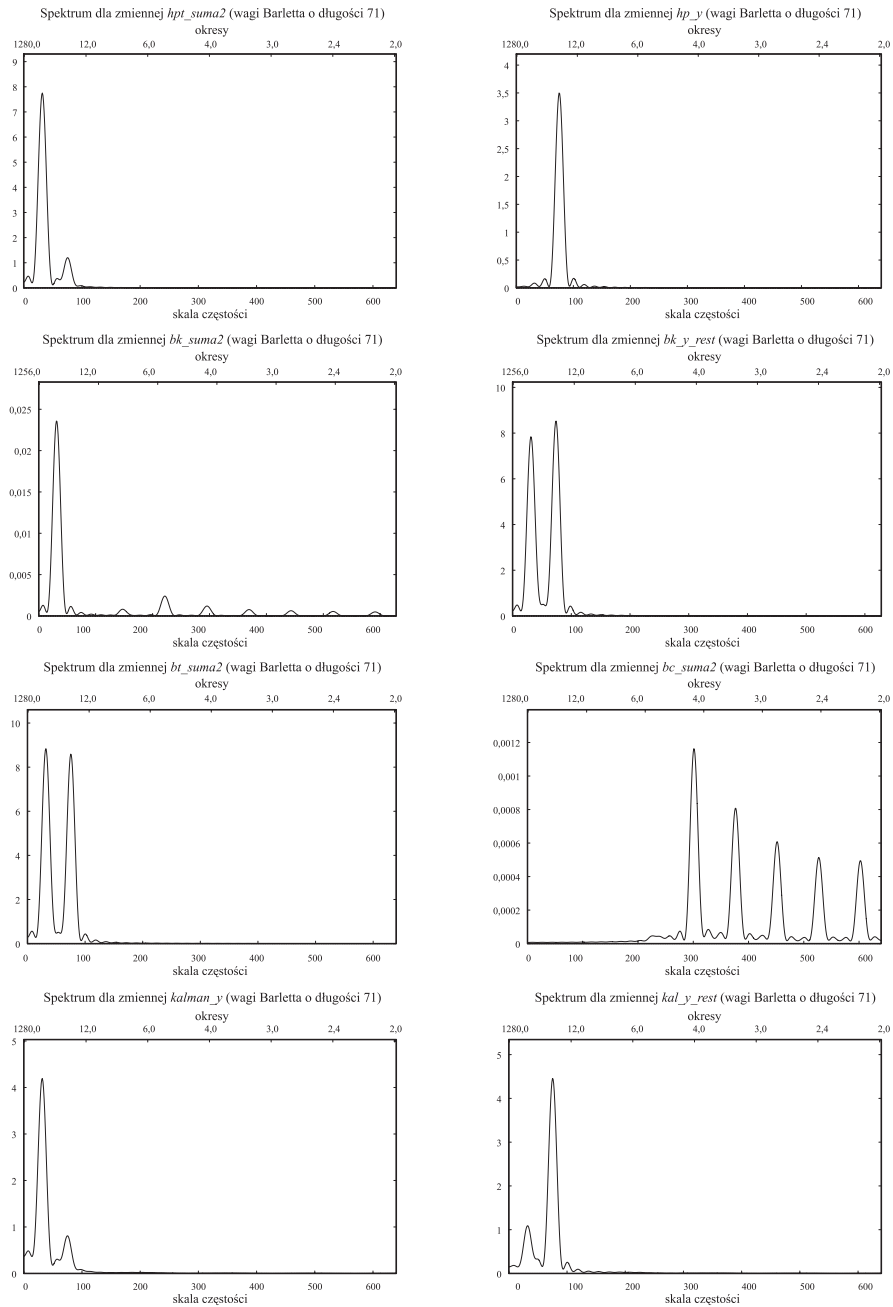 Spektrum dla zmiennej hpt_suma2 (wagi Barletta o długości 71)
okresy
1280,0 12,0 6,0 4,0 3,0 2,4 2,0
9
8
7
6
5
4
3
2
1
0
0 100 200 300 400 500 600
skala częstości
Spektrum dla zmiennej hp_y (wagi Barletta o długości 71)
okresy
1280,0 12,0 6,0 4,0 3,0 2,4 2,0
4
3,5
3
2,5
2
1,5
1
0,5
0
0 100 200 300 400 500 600
skala częstości
Spektrum dla zmiennej bk_suma2 (wagi Barletta o długości 71)
okresy
1256,0 12,0 6,0 4,0 3,0 2,4 2,0
0,025
0,02
0,015
0,01
0,005
0
0 100 200 300 400 500 600
skala częstości
Spektrum dla zmiennej bk_y_rest (wagi Barletta o długości 71)
okresy
1256,0 12,0 6,0 4,0 3,0 2,4 2,0
10
8
6
4
2
0
0 100 200 300 400 500 600
skala częstości
Spektrum dla zmiennej bt_suma2 (wagi Barletta o długości 71)
okresy
1280,0 12,0 6,0 4,0 3,0 2,4 2,0
10
8
6
4
2
0
0 100 200 300 400 500 600
skala częstości
Spektrum dla zmiennej bc_suma2 (wagi Barletta o długości 71)
okresy
1280,0 12,0 6,0 4,0 3,0 2,4 2,0
0,0012
0,001
0,0008
0,0006
0,0004
0,0002
0
0 100 200 300 400 500 600
skala częstości
Spektrum dla zmiennej kalman_y (wagi Barletta o długości 71)
okresy
1280,0 12,0 6,0 4,0 3,0 2,4 2,0
5
4
3
2
1
0
0 100 200 300 400 500 600
skala częstości
Spektrum dla zmiennej kal_y_rest (wagi Barletta o długości 71)
okresy
1280,0 12,0 6,0 4,0 3,0 2,4 2,0
5
4
3
2
1
0
0 100 200 300 400 500 600
skala częstości